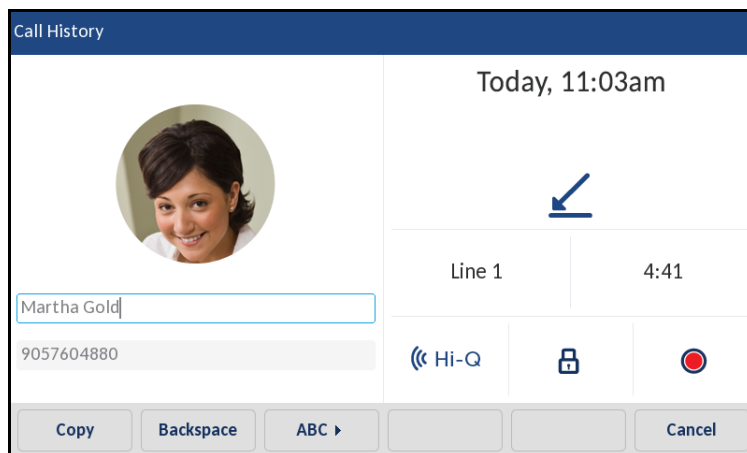 Call History
Today, 11:03am
Martha Gold
9057604880
Line 1
4:41
Hi-Q
Copy
Backspace
ABC
Cancel